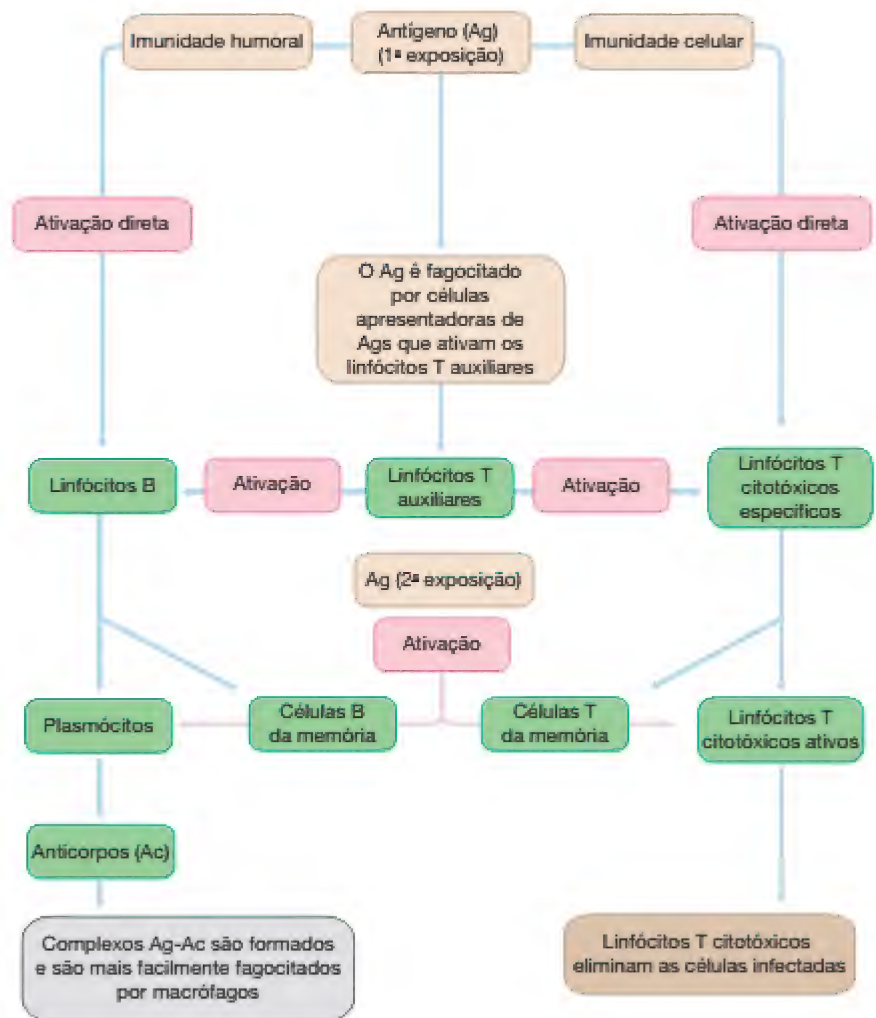 Imunidade humoral
Antígeno (Ag)
(1ª exposição)
Imunidade celular
Ativação direta
Ativação direta
O Ag é fagocitado
por células
apresentadoras de
Ags que ativam os
linfócitos T auxiliares
Linfócitos B
Ativação
Linfócitos T
auxiliares
Ativação
Linfócitos T
citotóxicos
específicos
Ag (2ª exposição)
Ativação
Plasmócitos
Células B
da memória
Células T
da memória
Linfócitos T
citotóxicos ativos
Anticorpos (Ac)
Complexos Ag-Ac são formados
e são mais facilmente fagocitados
por macrófagos
Linfócitos T citotóxicos
eliminam as células infectadas